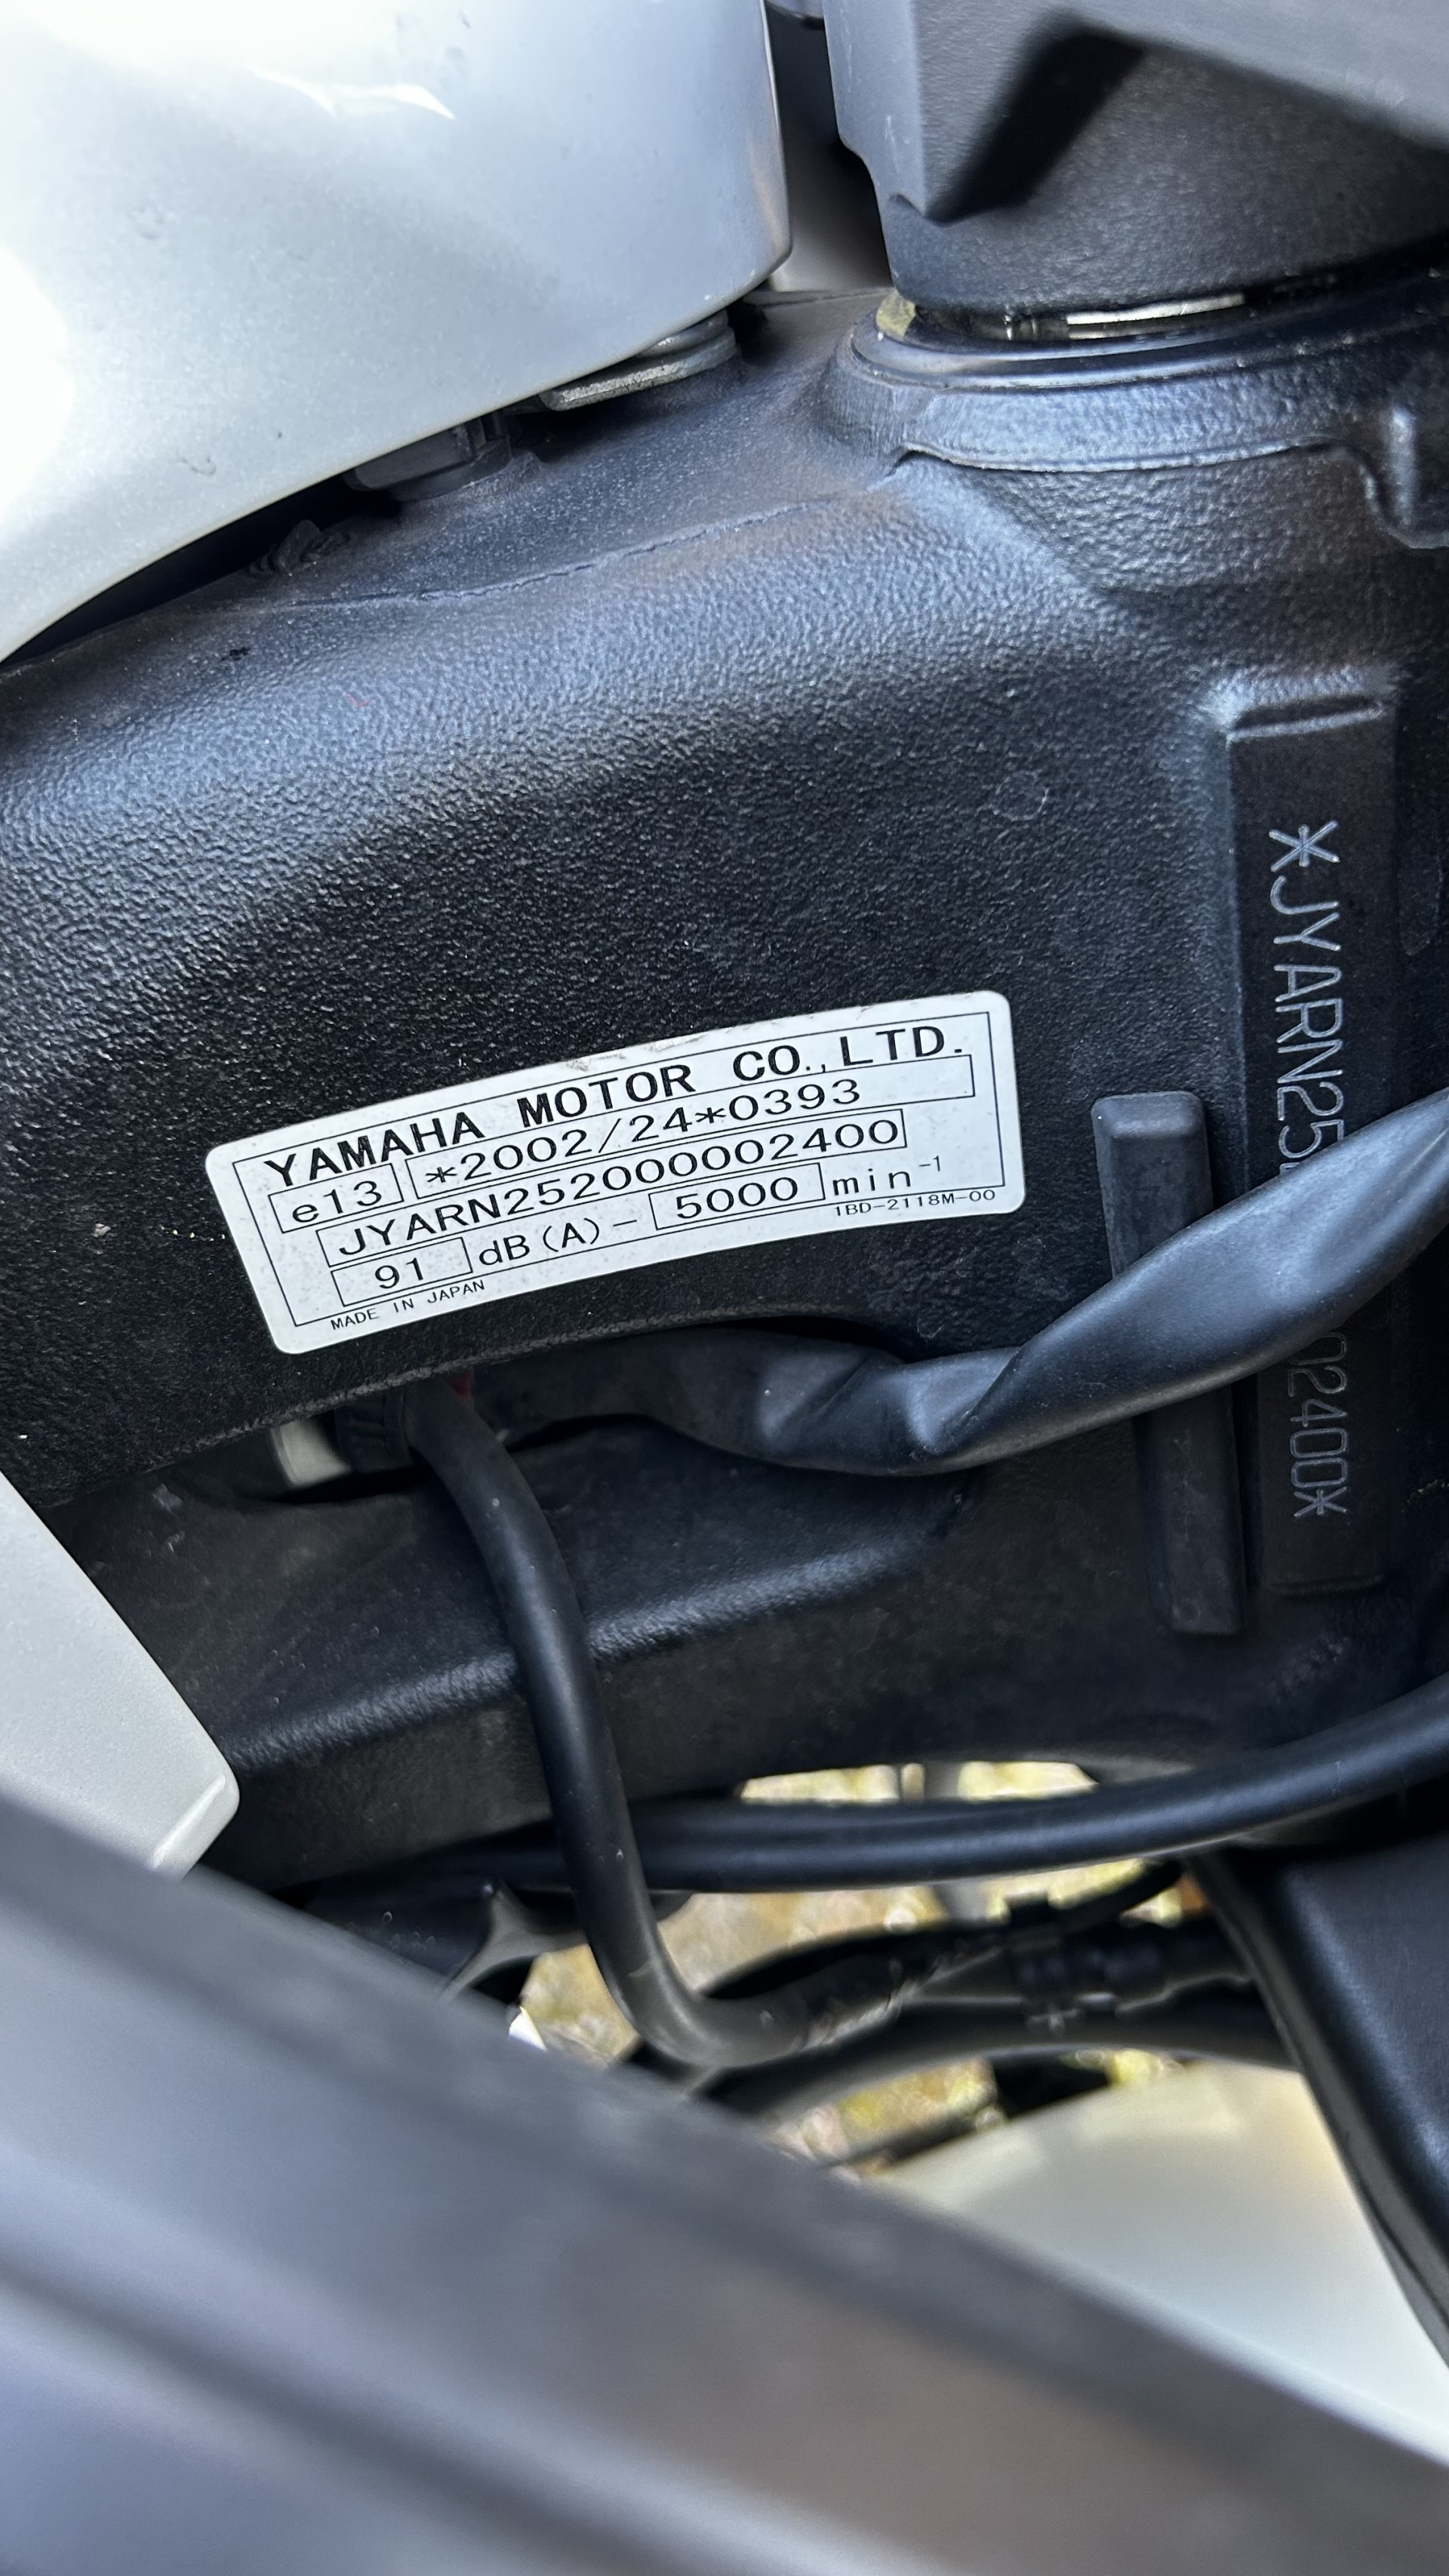 YAMAHA MOTOR CO.,LTD.
e13 *2002/24*0393
JYARN252000002400
91 dB(A)- 5000 min⁻¹
1BD-2118M-00
MADE IN JAPAN
*JYARN25 02400*